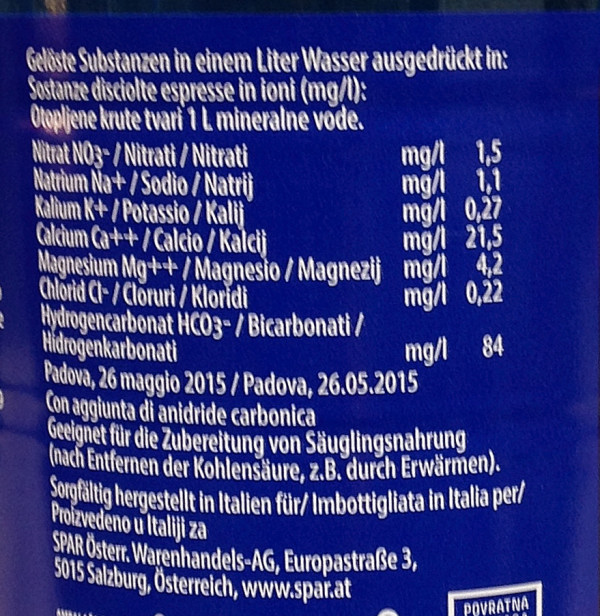 Gelöste Substanzen in einem Liter Wasser ausgedrückt in:
Sostanze disciolte espresse in ioni (mg/l):
Otopljene krute tvari 1 L mineralne vode.
Nitrat NO3- / Nitrati / Nitrati mg/l 1,5
Natrium Na+ / Sodio / Natrij mg/l 1,1
Kalium K+ / Potassio / Kalij mg/l 0,27
Calcium Ca++ / Calcio / Kalcij mg/l 21,5
Magnesium Mg++ / Magnesio / Magnezij mg/l 4,2
Chlorid Cl- / Cloruri / Kloridi mg/l 0,22
Hydrogencarbonat HCO3- / Bicarbonati /
Hidrogenkarbonati mg/l 84
Padova, 26 maggio 2015 / Padova, 26.05.2015
Con aggiunta di anidride carbonica
Geeignet für die Zubereitung von Säuglingsnahrung
(nach Entfernen der Kohlensäure, z.B. durch Erwärmen).
Sorgfältig hergestellt in Italien für/ Imbottigliata in Italia per/
Proizvedeno u Italiji za
SPAR Österr. Warenhandels-AG, Europastraße 3,
5015 Salzburg, Österreich, www.spar.at
POVRATNA